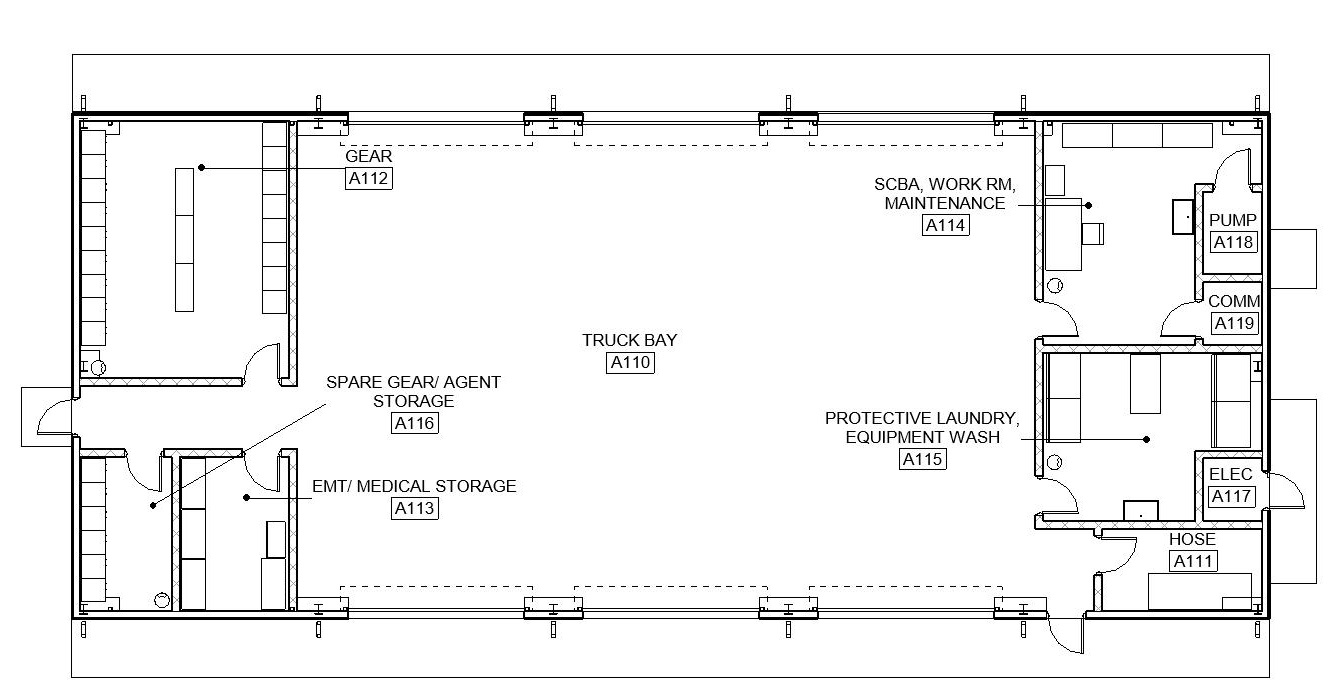 GEAR
A112
SCBA, WORK RM,
MAINTENANCE
A114
PUMP
A118
COMM
A119
TRUCK BAY
A110
SPARE GEAR/ AGENT
STORAGE
A116
PROTECTIVE LAUNDRY,
EQUIPMENT WASH
A115
EMT/ MEDICAL STORAGE
A113
ELEC
A117
HOSE
A111